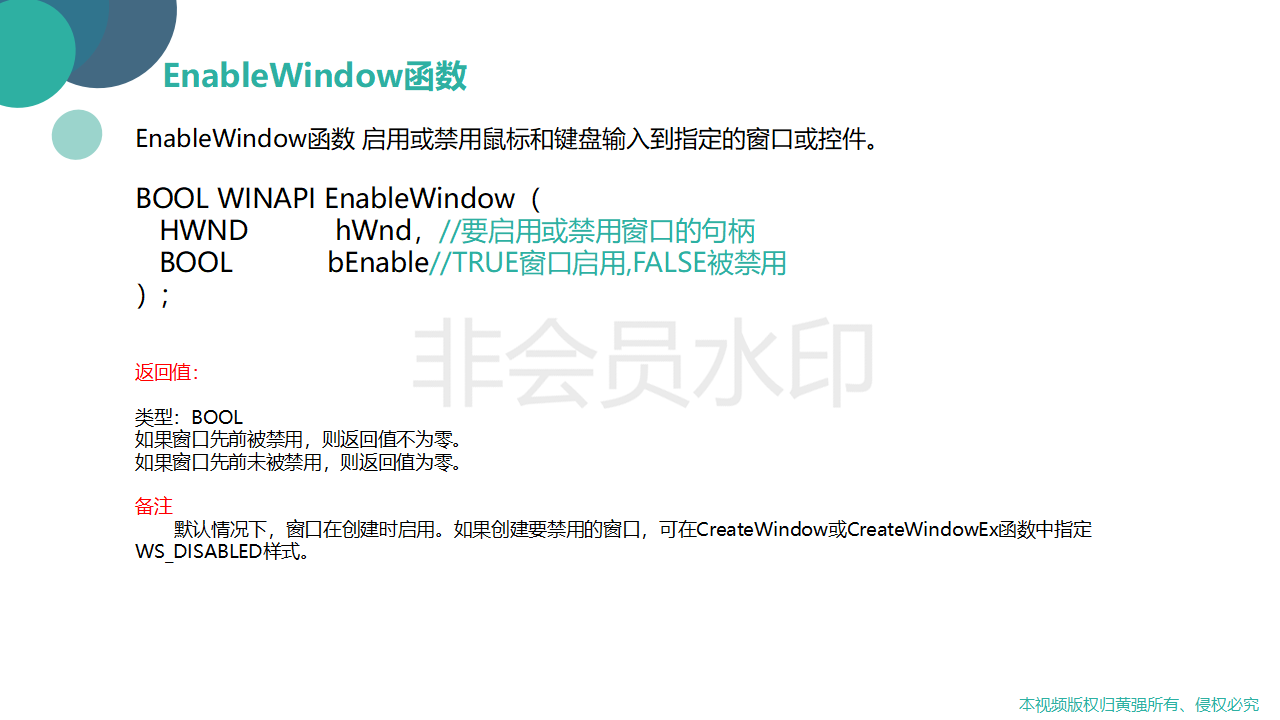 EnableWindow函数
EnableWindow函数 启用或禁用鼠标和键盘输入到指定的窗口或控件。
BOOL WINAPI EnableWindow（
HWND hWnd，//要启用或禁用窗口的句柄
BOOL bEnable//TRUE窗口启用,FALSE被禁用
）;
非会员水印
返回值：
类型：BOOL
如果窗口先前被禁用，则返回值不为零。
如果窗口先前未被禁用，则返回值为零。
备注
默认情况下，窗口在创建时启用。如果创建要禁用的窗口，可在CreateWindow或CreateWindowEx函数中指定
WS_DISABLED样式。
本视频版权归黄强所有、侵权必究